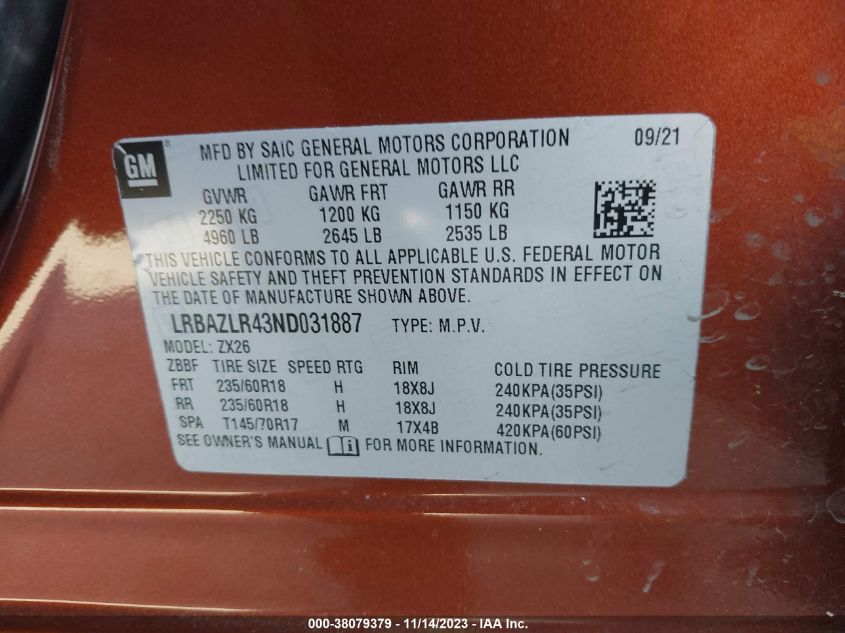 GM ® MFD BY SAIC GENERAL MOTORS CORPORATION 09/21
LIMITED FOR GENERAL MOTORS LLC
GVWR GAWR FRT GAWR RR
2250 KG 1200 KG 1150 KG
4960 LB 2645 LB 2535 LB
THIS VEHICLE CONFORMS TO ALL APPLICABLE U.S. FEDERAL MOTOR
VEHICLE SAFETY AND THEFT PREVENTION STANDARDS IN EFFECT ON
THE DATE OF MANUFACTURE SHOWN ABOVE.
LRBAZLR43ND031887 TYPE: M.P.V.
MODEL: ZX26
ZBBF TIRE SIZE SPEED RTG RIM COLD TIRE PRESSURE
FRT 235/60R18 H 18X8J 240KPA(35PSI)
RR 235/60R18 H 18X8J 240KPA(35PSI)
SPA T145/70R17 M 17X4B 420KPA(60PSI)
SEE OWNER'S MANUAL FOR MORE INFORMATION.
000-38079379 - 11/14/2023 - IAA Inc.